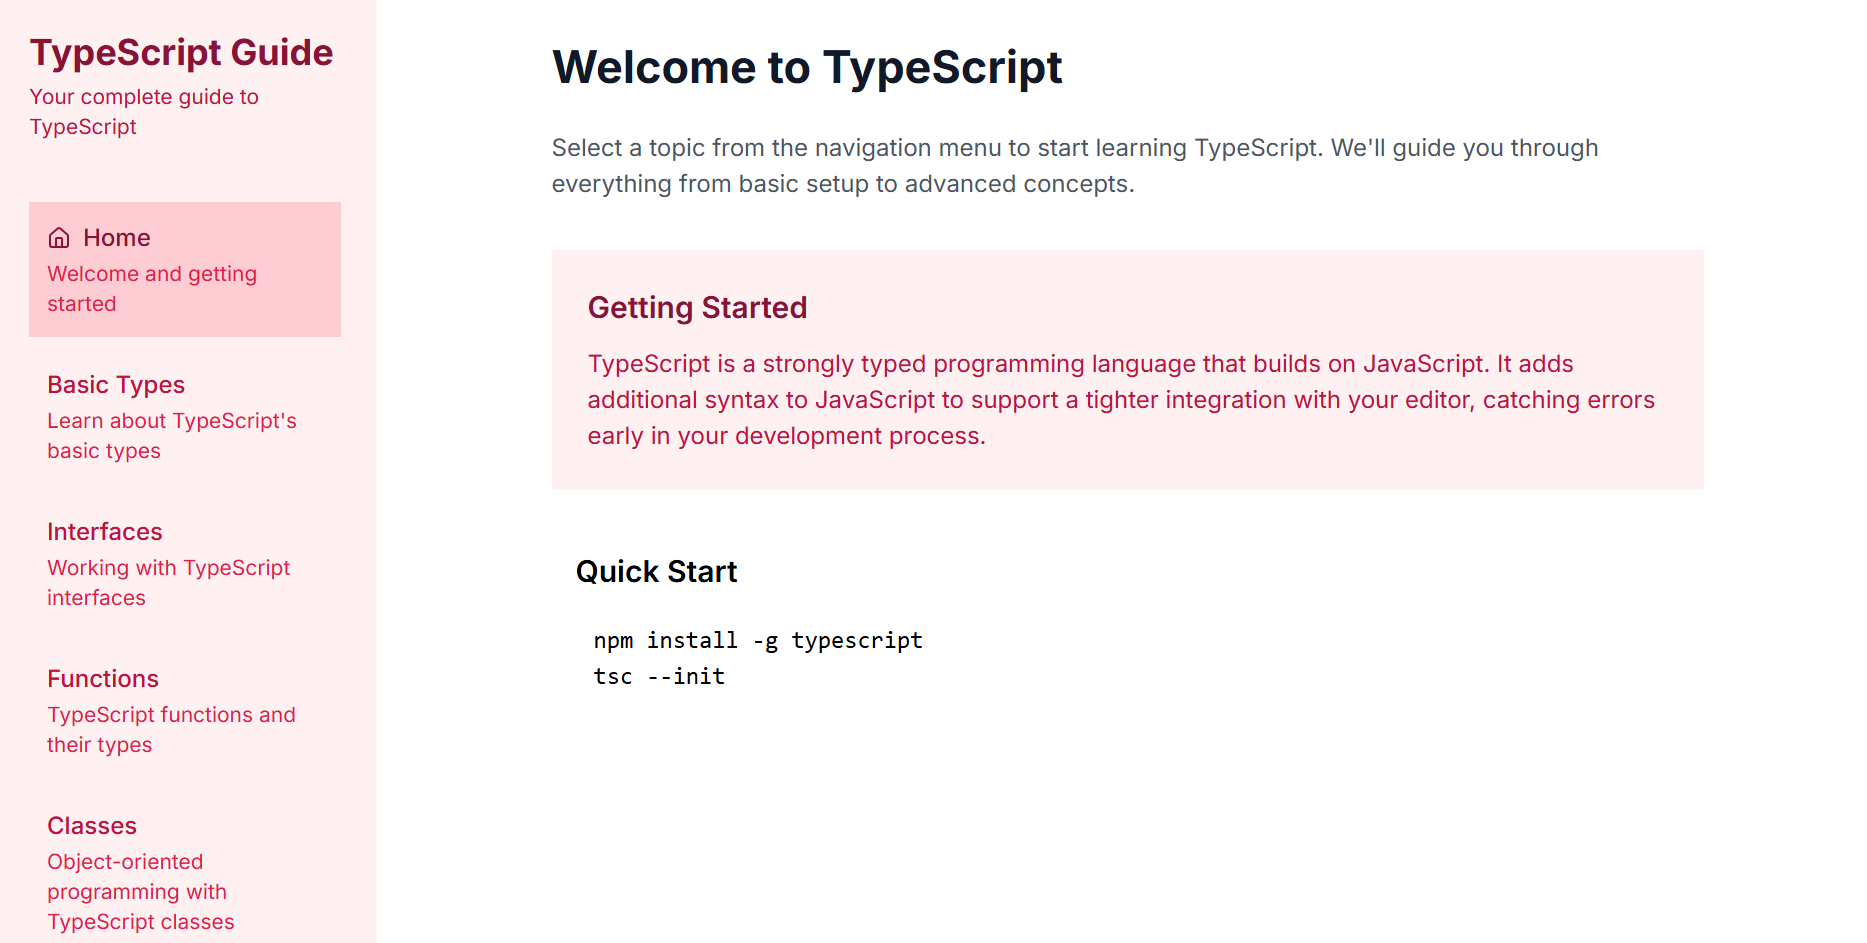 TypeScript Guide
Your complete guide to
TypeScript
Home
Welcome and getting
started
Basic Types
Learn about TypeScript's
basic types
Interfaces
Working with TypeScript
interfaces
Functions
TypeScript functions and
their types
Classes
Object-oriented
programming with
TypeScript classes
Welcome to TypeScript
Select a topic from the navigation menu to start learning TypeScript. We'll guide you through
everything from basic setup to advanced concepts.
Getting Started
TypeScript is a strongly typed programming language that builds on JavaScript. It adds
additional syntax to JavaScript to support a tighter integration with your editor, catching errors
early in your development process.
Quick Start
npm install -g typescript
tsc --init